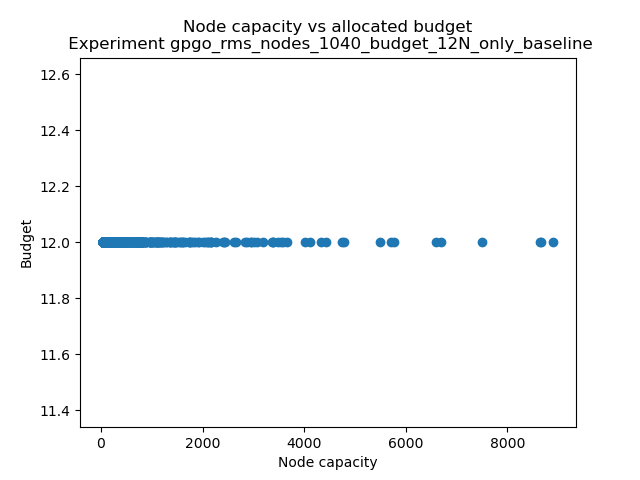 Node capacity vs allocated budget
Experiment gpgo_rms_nodes_1040_budget_12N_only_baseline
12.6
12.4
12.2
12.0
11.8
11.6
11.4
Budget
0 2000 4000 6000 8000
Node capacity